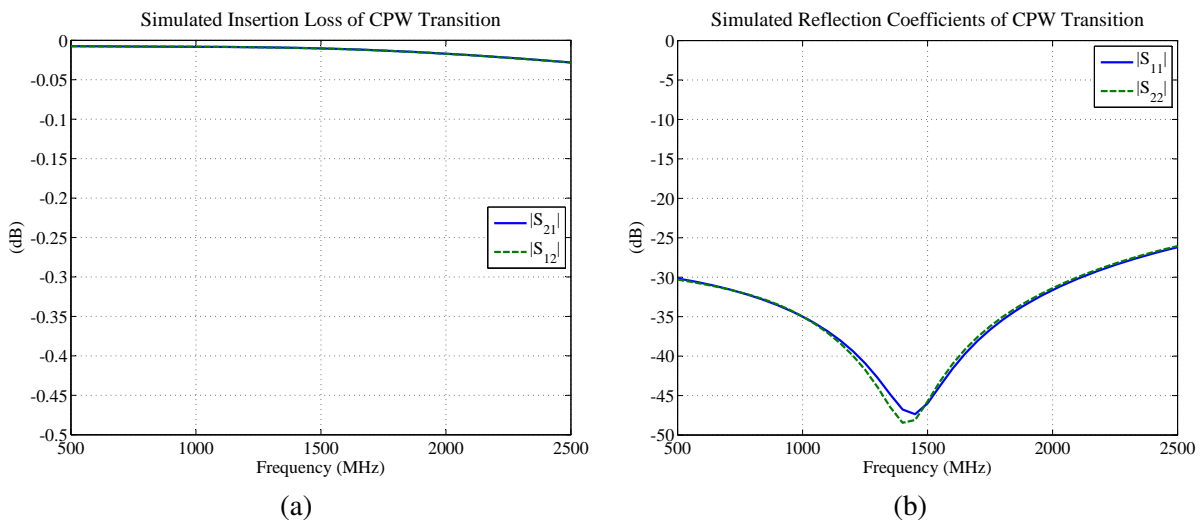 Simulated Insertion Loss of CPW Transition
0
-0.05
-0.1
-0.15
-0.2
-0.25
-0.3
-0.35
-0.4
-0.45
-0.5
(dB)
|S21|
|S12|
500 1000 1500 2000 2500
Frequency (MHz)
(a)
Simulated Reflection Coefficients of CPW Transition
0
-5
-10
-15
-20
-25
-30
-35
-40
-45
-50
(dB)
|S11|
|S22|
500 1000 1500 2000 2500
Frequency (MHz)
(b)